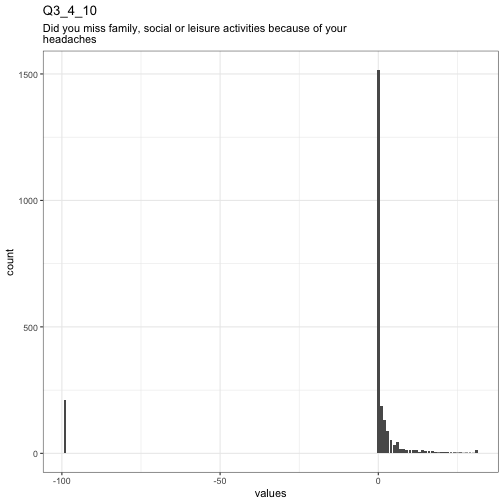 Q3_4_10
Did you miss family, social or leisure activities because of your
headaches
1500
1000
500
0
count
-100
-50
0
values